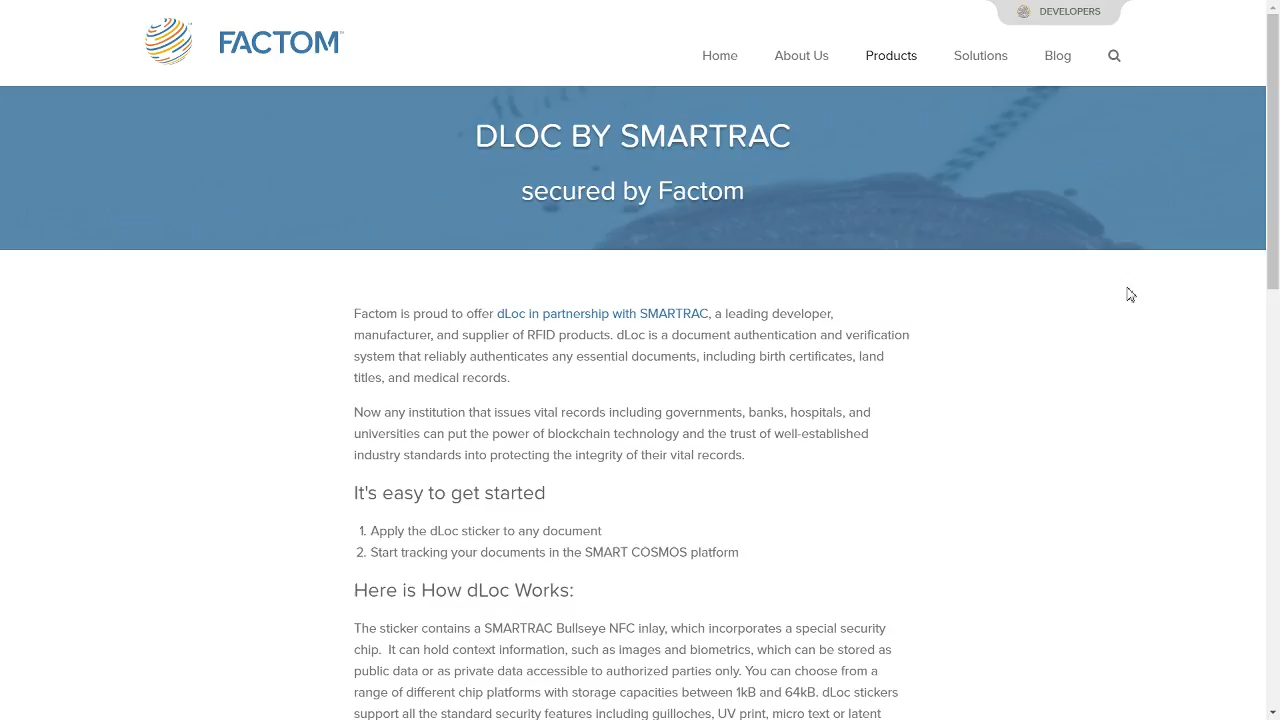 DEVELOPERS
FACTOM™
Home About Us Products Solutions Blog
DLOC BY SMARTRAC
secured by Factom
Factom is proud to offer dLoc in partnership with SMARTRAC, a leading developer,
manufacturer, and supplier of RFID products. dLoc is a document authentication and verification
system that reliably authenticates any essential documents, including birth certificates, land
titles, and medical records.
Now any institution that issues vital records including governments, banks, hospitals, and
universities can put the power of blockchain technology and the trust of well-established
industry standards into protecting the integrity of their vital records.
It's easy to get started
1. Apply the dLoc sticker to any document
2. Start tracking your documents in the SMART COSMOS platform
Here is How dLoc Works:
The sticker contains a SMARTRAC Bullseye NFC inlay, which incorporates a special security
chip. It can hold context information, such as images and biometrics, which can be stored as
public data or as private data accessible to authorized parties only. You can choose from a
range of different chip platforms with storage capacities between 1kB and 64kB. dLoc stickers
support all the standard security features including guilloches, UV print, micro text or latent